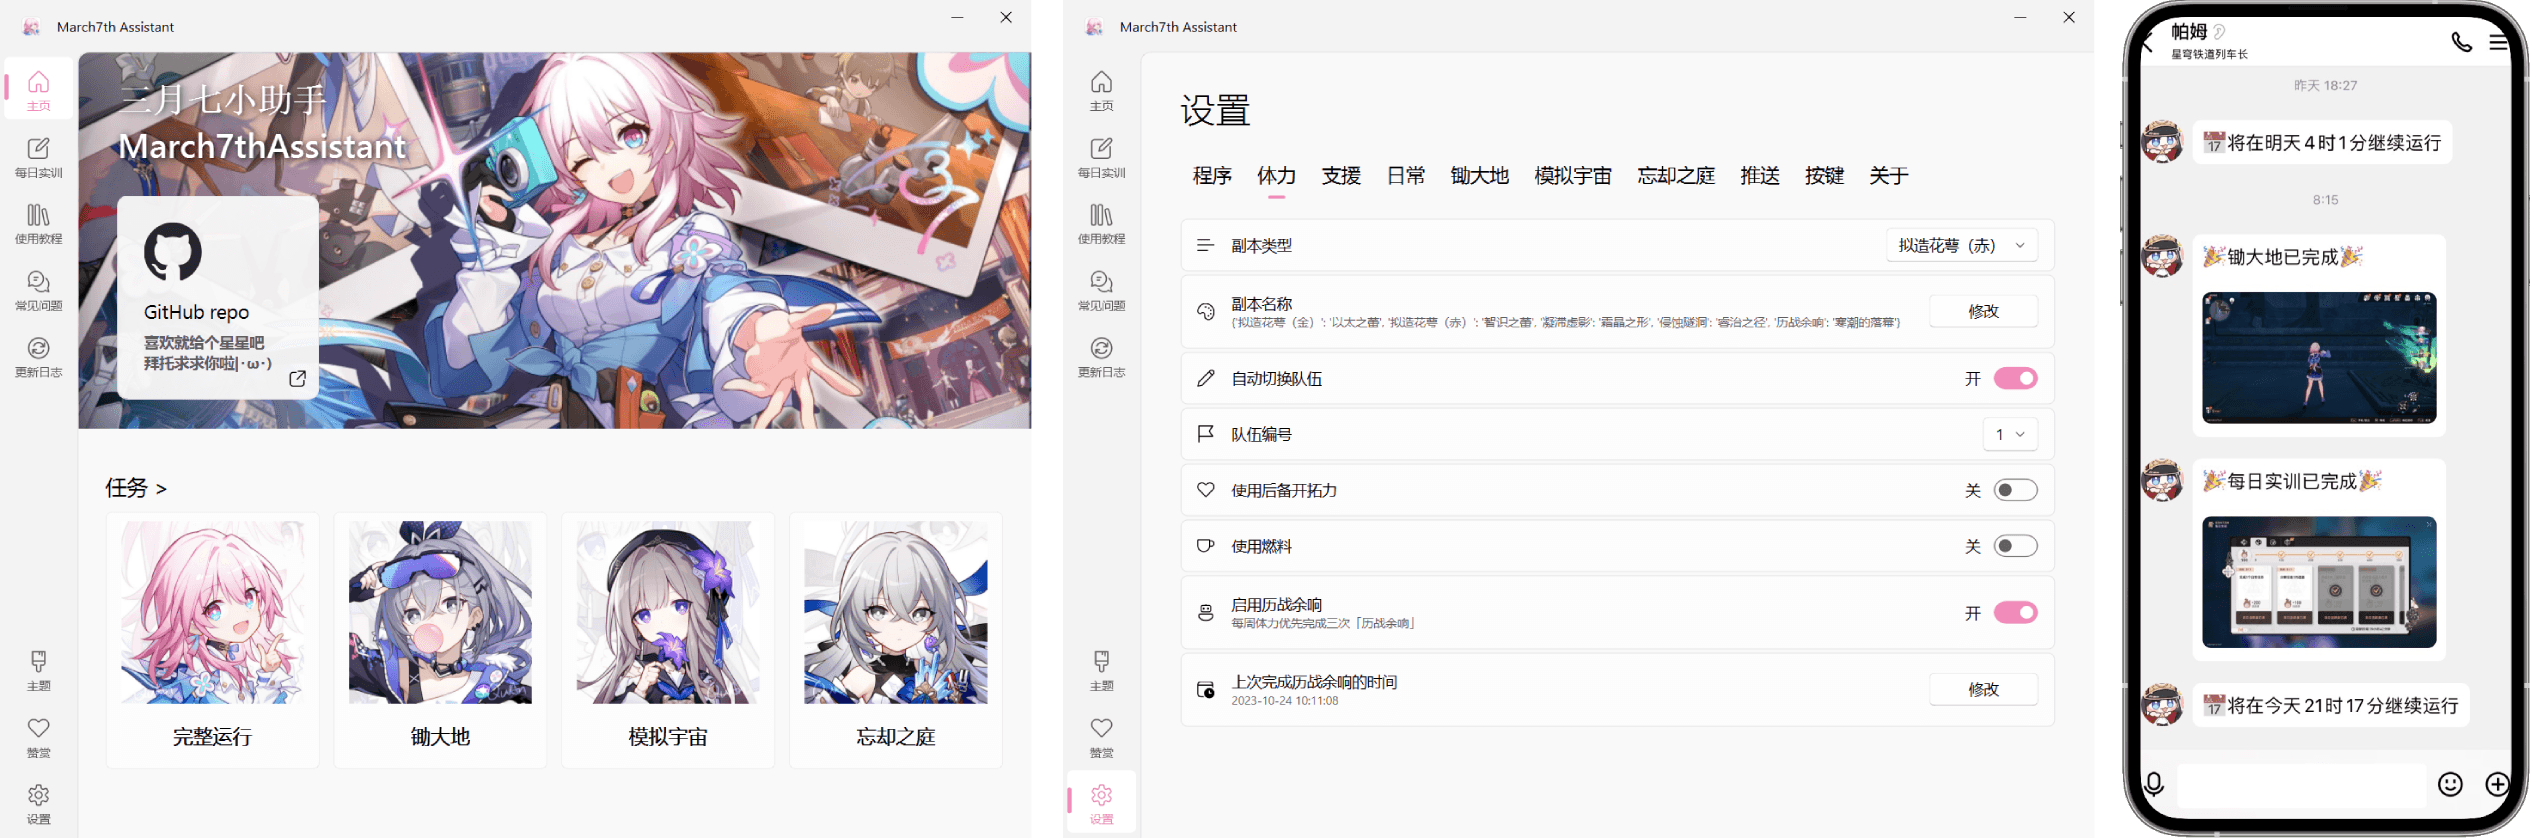 March7th Assistant
主页
每日实训
使用教程
常见问题
更新日志
主题
赞赏
设置
三月七小助手
March7thAssistant
GitHub repo
喜欢就给个星星吧
拜托求求你啦|･ω･)
任务 >
完整运行
锄大地
模拟宇宙
忘却之庭
March7th Assistant
主页
每日实训
使用教程
常见问题
更新日志
主题
赞赏
设置
设置
程序 体力 支援 日常 锄大地 模拟宇宙 忘却之庭 推送 按键 关于
副本类型 拟造花萼（赤）
副本名称
{'拟造花萼（金）': '以太之蕾', '拟造花萼（赤）': '智识之蕾', '凝滞虚影': '霜晶之形', '侵蚀隧洞': '睿治之径', '历战余响': '寒潮的落幕'}
修改
自动切换队伍 开
队伍编号 1
使用后备开拓力 关
使用燃料 关
启用历战余响
每周体力优先完成三次「历战余响」
开
上次完成历战余响的时间
2023-10-24 10:11:08
修改
帕姆
星穹铁道列车长
昨天 18:27
17将在明天4时1分继续运行
8:15
🎉锄大地已完成🎉
🎉每日实训已完成🎉
17将在今天21时17分继续运行